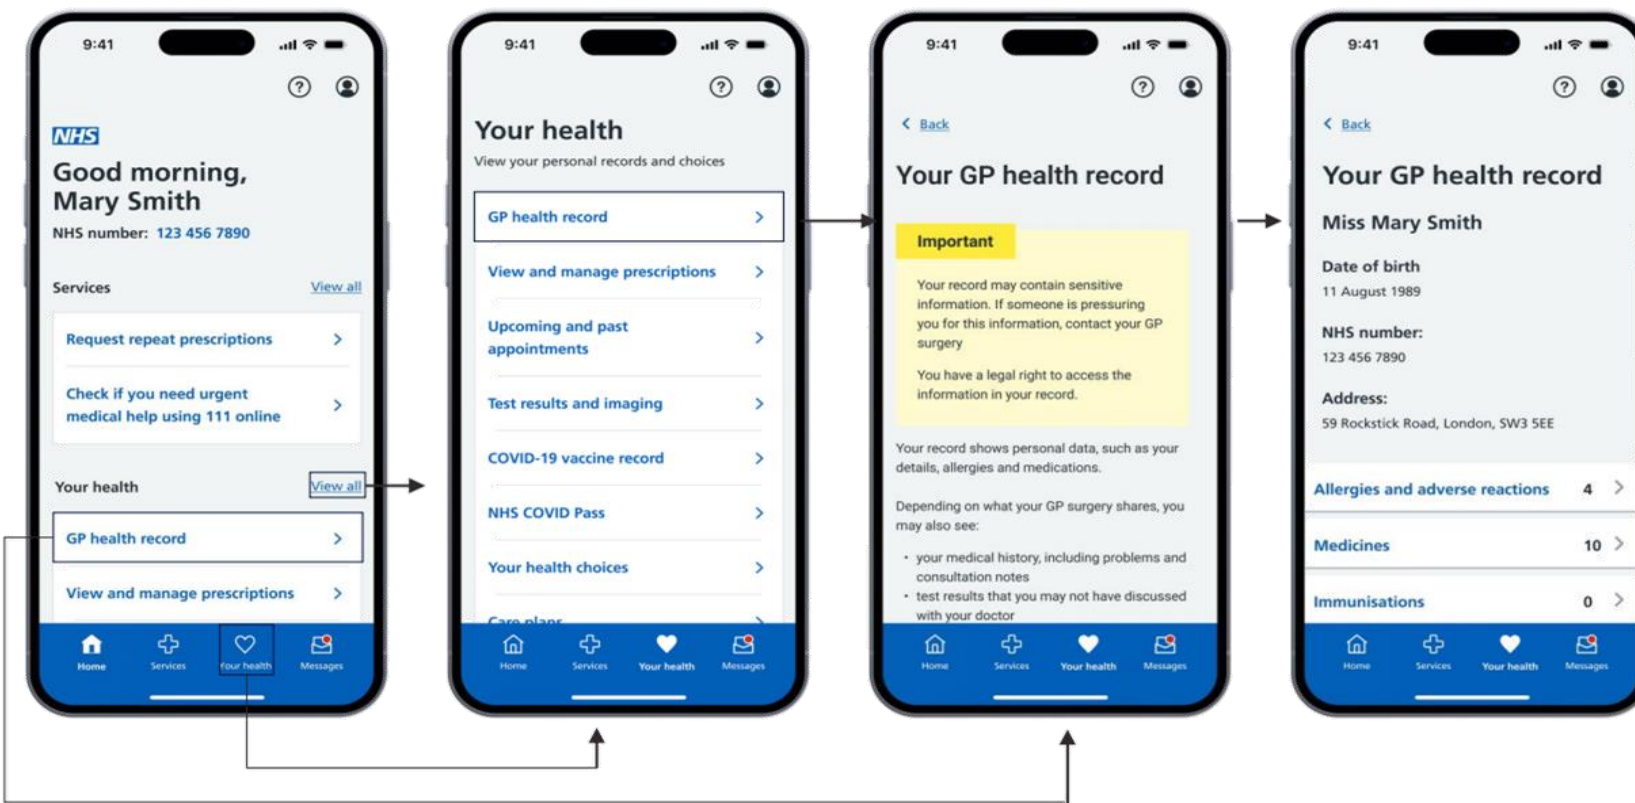 9:41
NHS
Good morning,
Mary Smith
NHS number: 123 456 7890
Services
View all
Request repeat prescriptions
Check if you need urgent
medical help using 111 online
Your health
View all
GP health record
View and manage prescriptions
Home
Services
Your health
Messages
9:41
Your health
View your personal records and choices
GP health record
View and manage prescriptions
Upcoming and past
appointments
Test results and imaging
COVID-19 vaccine record
NHS COVID Pass
Your health choices
Care plans
Home
Services
Your health
Messages
9:41
Back
Your GP health record
Important
Your record may contain sensitive
information. If someone is pressuring
you for this information, contact your GP
surgery
You have a legal right to access the
information in your record.
Your record shows personal data, such as your
details, allergies and medications.
Depending on what your GP surgery shares, you
may also see:
• your medical history, including problems and
consultation notes
• test results that you may not have discussed
with your doctor
Home
Services
Your health
Messages
9:41
Back
Your GP health record
Miss Mary Smith
Date of birth
11 August 1989
NHS number:
123 456 7890
Address:
59 Rockstick Road, London, SW3 5EE
Allergies and adverse reactions 4
Medicines 10
Immunisations 0
Home
Services
Your health
Messages